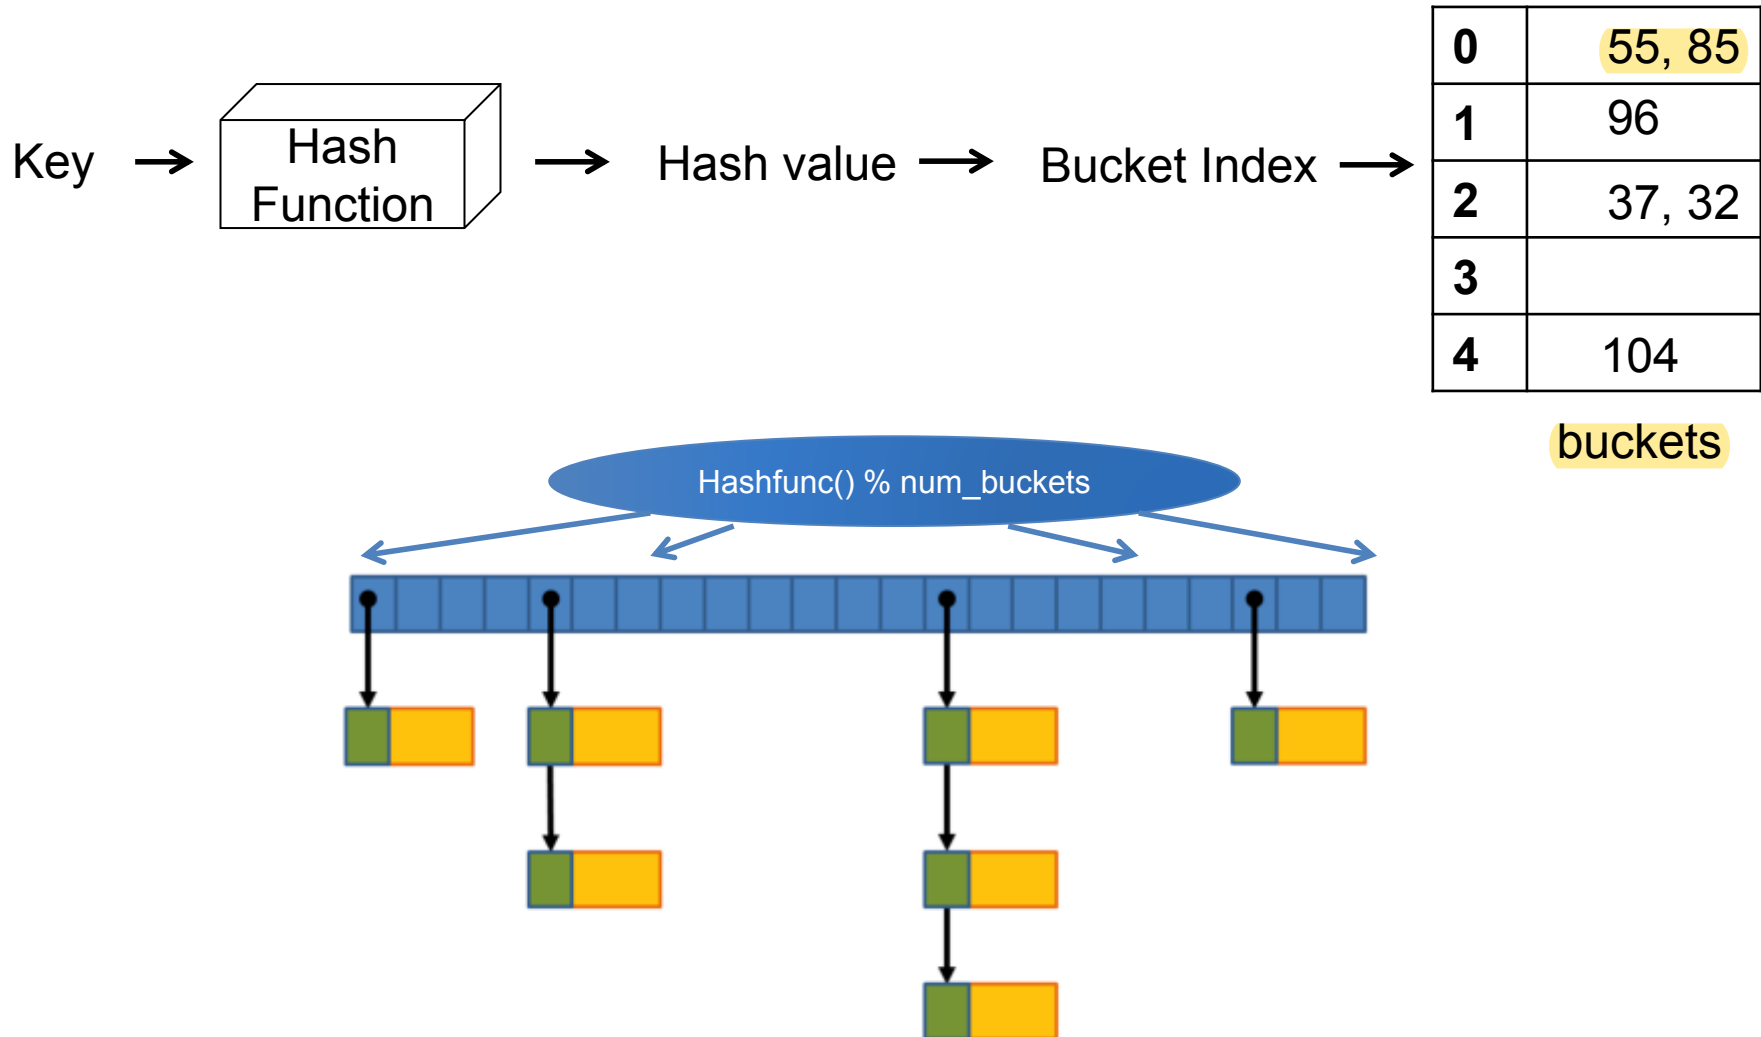 Key
Hash
Function
Hash value
Bucket Index
0 55, 85
1 96
2 37, 32
3
4 104
buckets
Hashfunc() % num_buckets